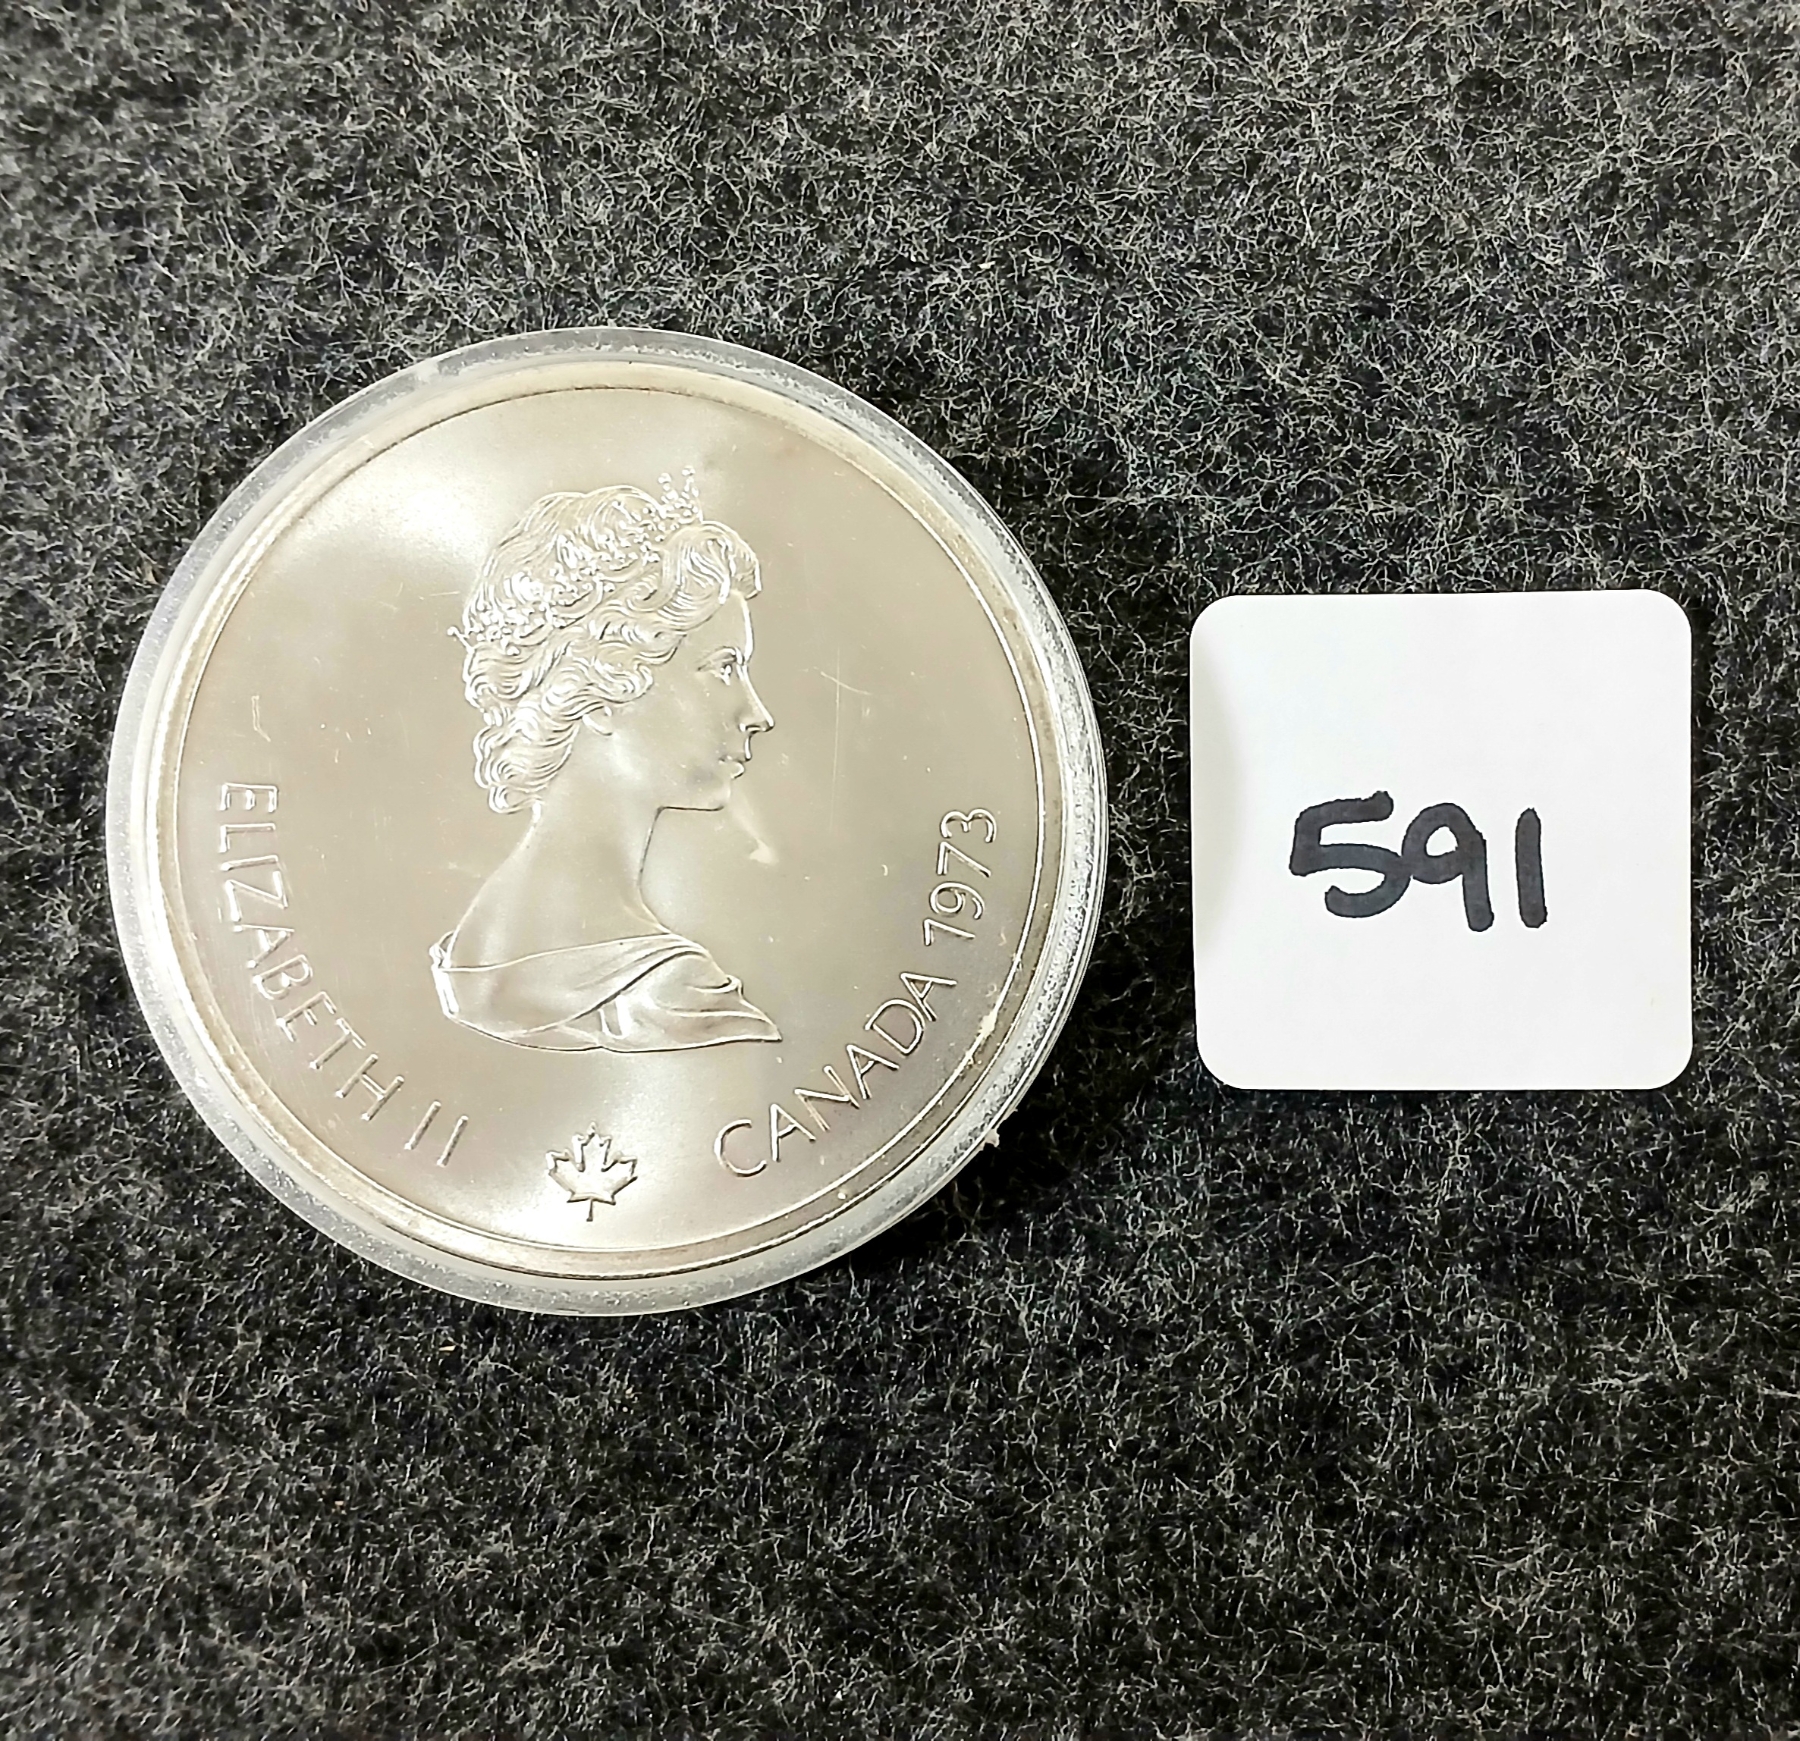 ELIZABETH II
CANADA 1973
591